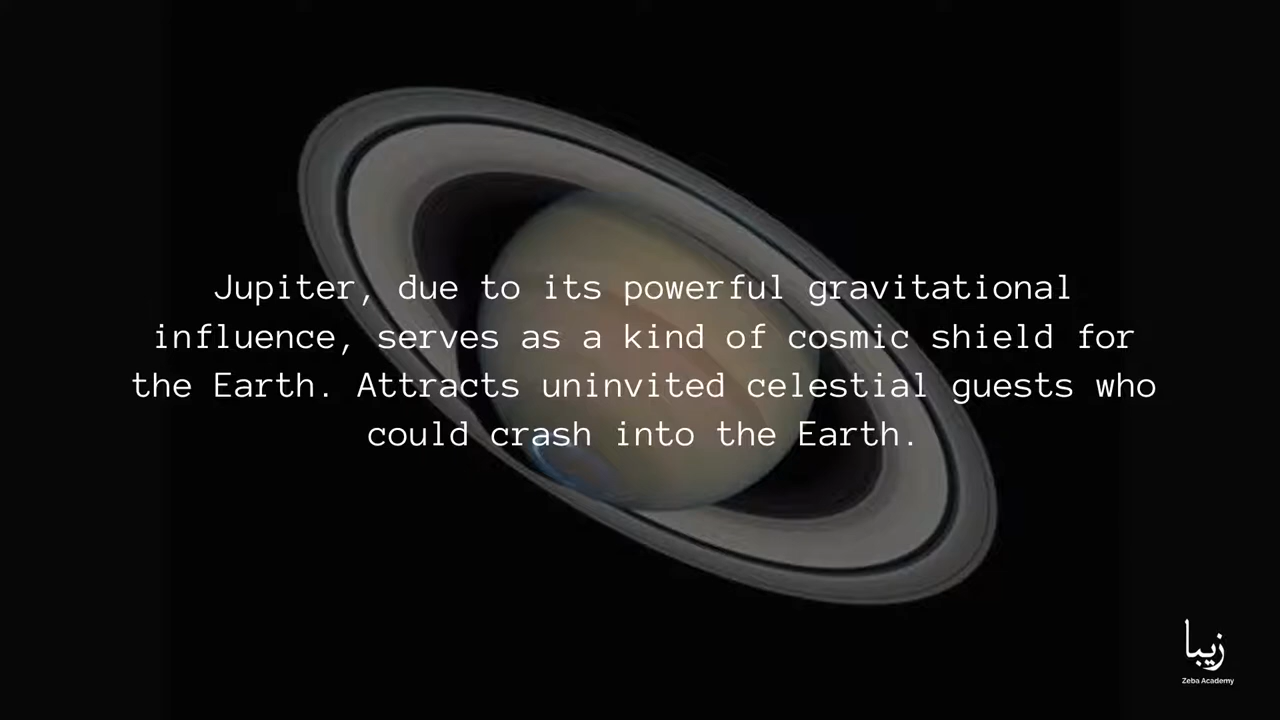 Jupiter, due to its powerful gravitational
influence, serves as a kind of cosmic shield for
the Earth. Attracts uninvited celestial guests who
could crash into the Earth.
زیبا
Zeba Academy